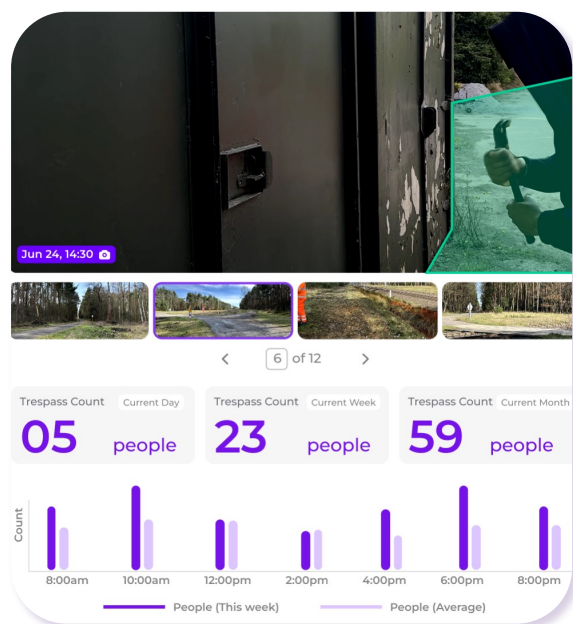 Jun 24, 14:30
6 of 12
Trespass Count Current Day
05 people
Trespass Count Current Week
23 people
Trespass Count Current Month
59 people
Count
8:00am 10:00am 12:00pm 2:00pm 4:00pm 6:00pm 8:00pm
People (This week) People (Average)